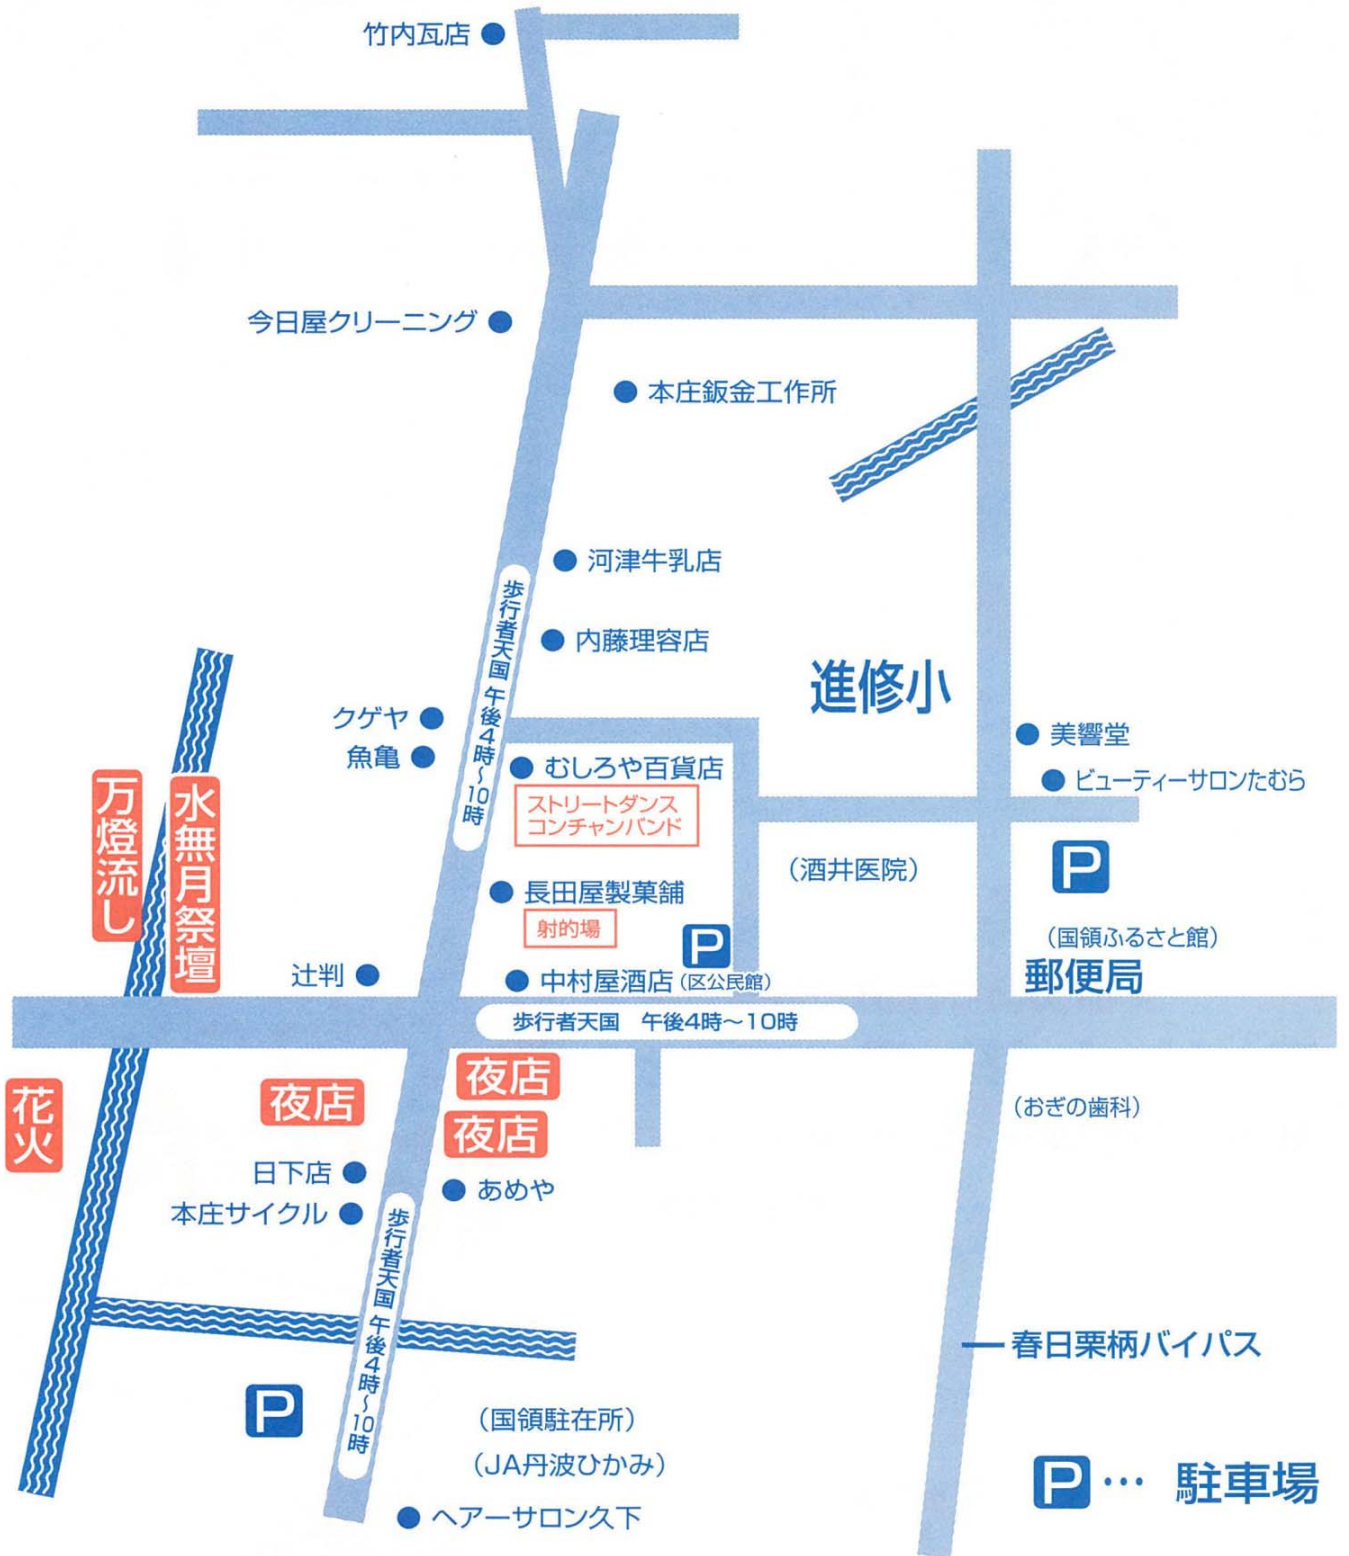 竹内瓦店
今日屋クリーニング
本庄鈑金工作所
河津牛乳店
歩行者天国 午後4時～10時
内藤理容店
進修小
クゲヤ
魚亀
美響堂
むしろや百貨店
ビューティーサロンたむら
ストリートダンス
コンチャンバンド
万燈流し
水無月祭壇
(酒井医院)
P
長田屋製菓舗
射的場
P
(国領ふるさと館)
郵便局
辻判
中村屋酒店
(区公民館)
歩行者天国 午後4時～10時
花火
夜店
夜店
夜店
(おぎの歯科)
日下店
あめや
本庄サイクル
歩行者天国 午後4時～10時
春日栗柄バイパス
P
(国領駐在所)
(JA丹波ひかみ)
P… 駐車場
ヘアーサロン久下